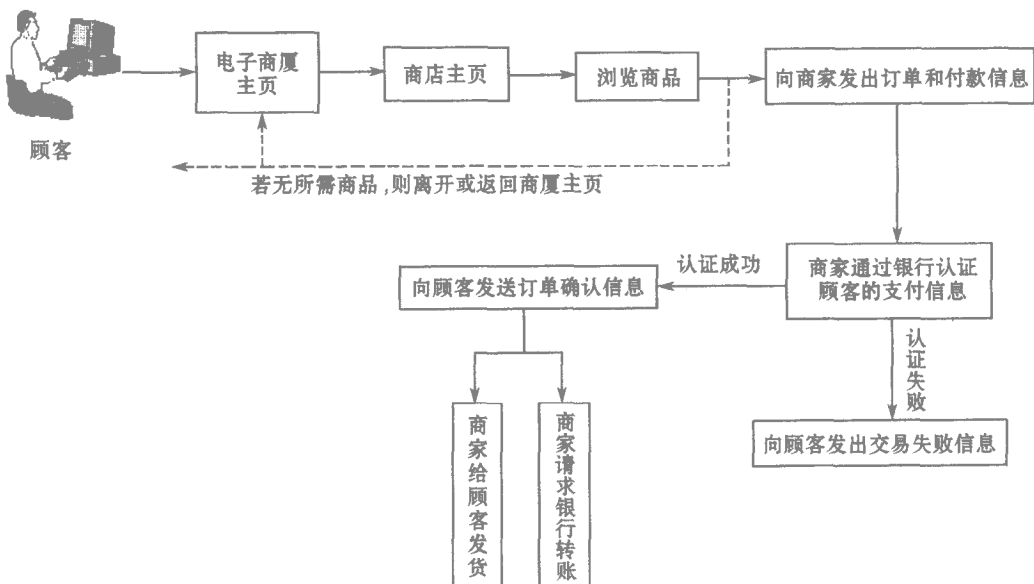 电子商厦
主页
商店主页
浏览商品
向商家发出订单和付款信息
顾客
若无所需商品,则离开或返回商厦主页
商家通过银行认证
顾客的支付信息
认证成功
向顾客发送订单确认信息
认证失败
向顾客发出交易失败信息
商家给顾客发货
商家请求银行转账